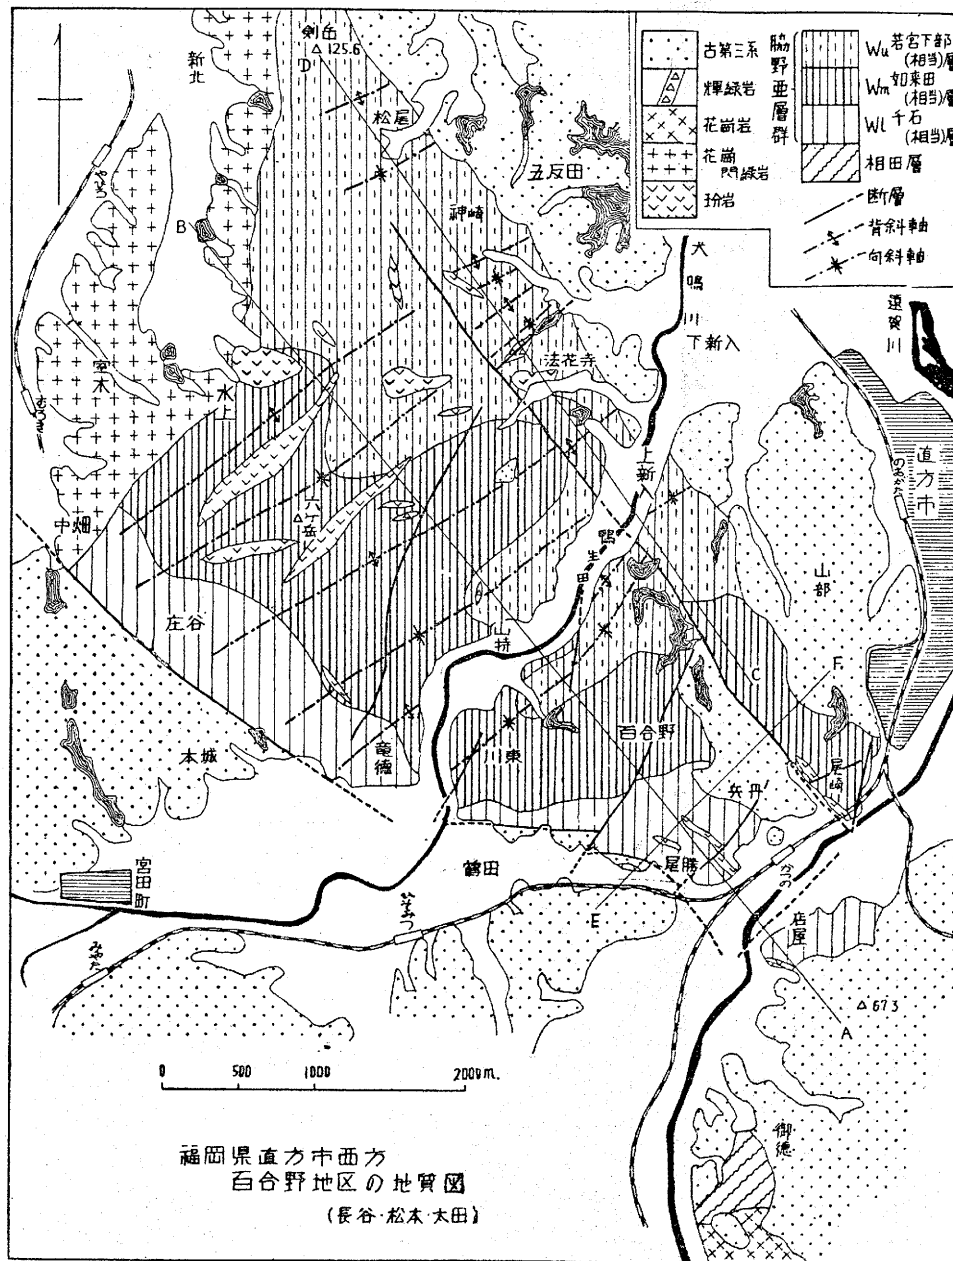 剣岳
△125.6
D
新北
松尾
五反田
神崎
B
犬鳴川
下新入
遠賀川
法花寺
室木
むろき
水上
六丁岳
上新
直方市
のおがた
中畑
鴨生田
山部
庄谷
山持
C
F
百合野
竜徳
川東
本城
尾崎
兵丹
鶴田
尾勝
宮田町
E
店屋
みやた
△673
A
御徳
古第三系
輝緑岩
花崗岩
花崗閃緑岩
玢岩
脇野亜層群
Wu 若宮下部(相当)層
Wm 如来田(相当)層
Wl 千石(相当)層
相田層
断層
背斜軸
向斜軸
0 500 1000 2000m.
福岡県直方市西方
百合野地区の地質図
(長谷・松本・太田)